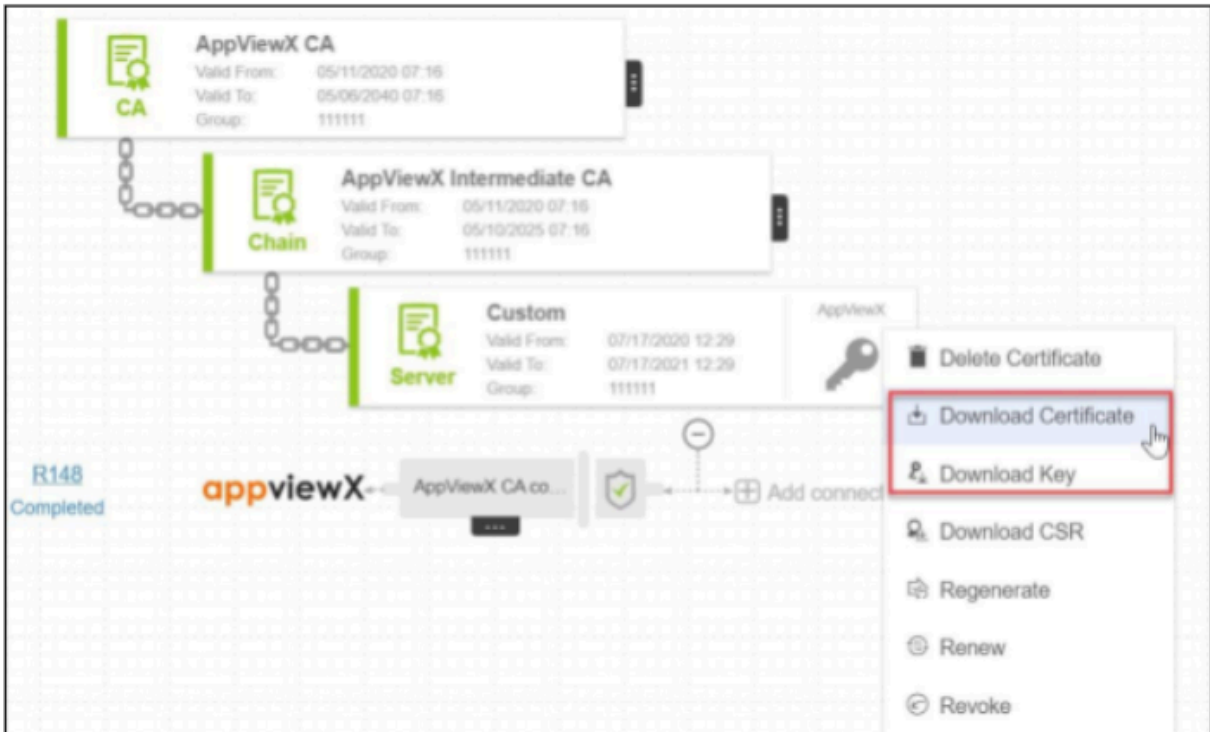 AppViewX CA
Valid From: 05/11/2020 07:16
Valid To: 05/06/2040 07:16
Group: 111111
CA
AppViewX Intermediate CA
Valid From: 05/11/2020 07:16
Valid To: 05/10/2025 07:16
Group: 111111
Chain
Custom
Valid From: 07/17/2020 12:29
Valid To: 07/17/2021 12:29
Group: 111111
Server
AppViewX
Delete Certificate
Download Certificate
Download Key
Download CSR
Regenerate
Renew
Revoke
R148
Completed
appviewX
AppViewX CA co...
Add connect